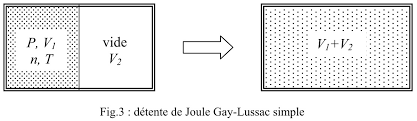 P, V₁
n, T
vide
V₂
V₁+V₂
Fig.3 : détente de Joule Gay-Lussac simple